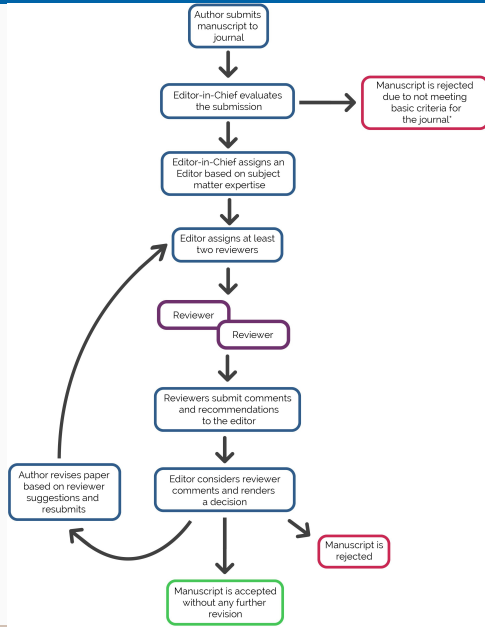 Author submits
manuscript to
journal
Editor-in-Chief evaluates
the submission
Manuscript is rejected
due to not meeting
basic criteria for
the journal*
Editor-in-Chief assigns an
Editor based on subject
matter expertise
Editor assigns at least
two reviewers
Reviewer
Reviewer
Reviewers submit comments
and recommendations
to the editor
Author revises paper
based on reviewer
suggestions and
resubmits
Editor considers reviewer
comments and renders
a decision
Manuscript is
rejected
Manuscript is accepted
without any further
revision